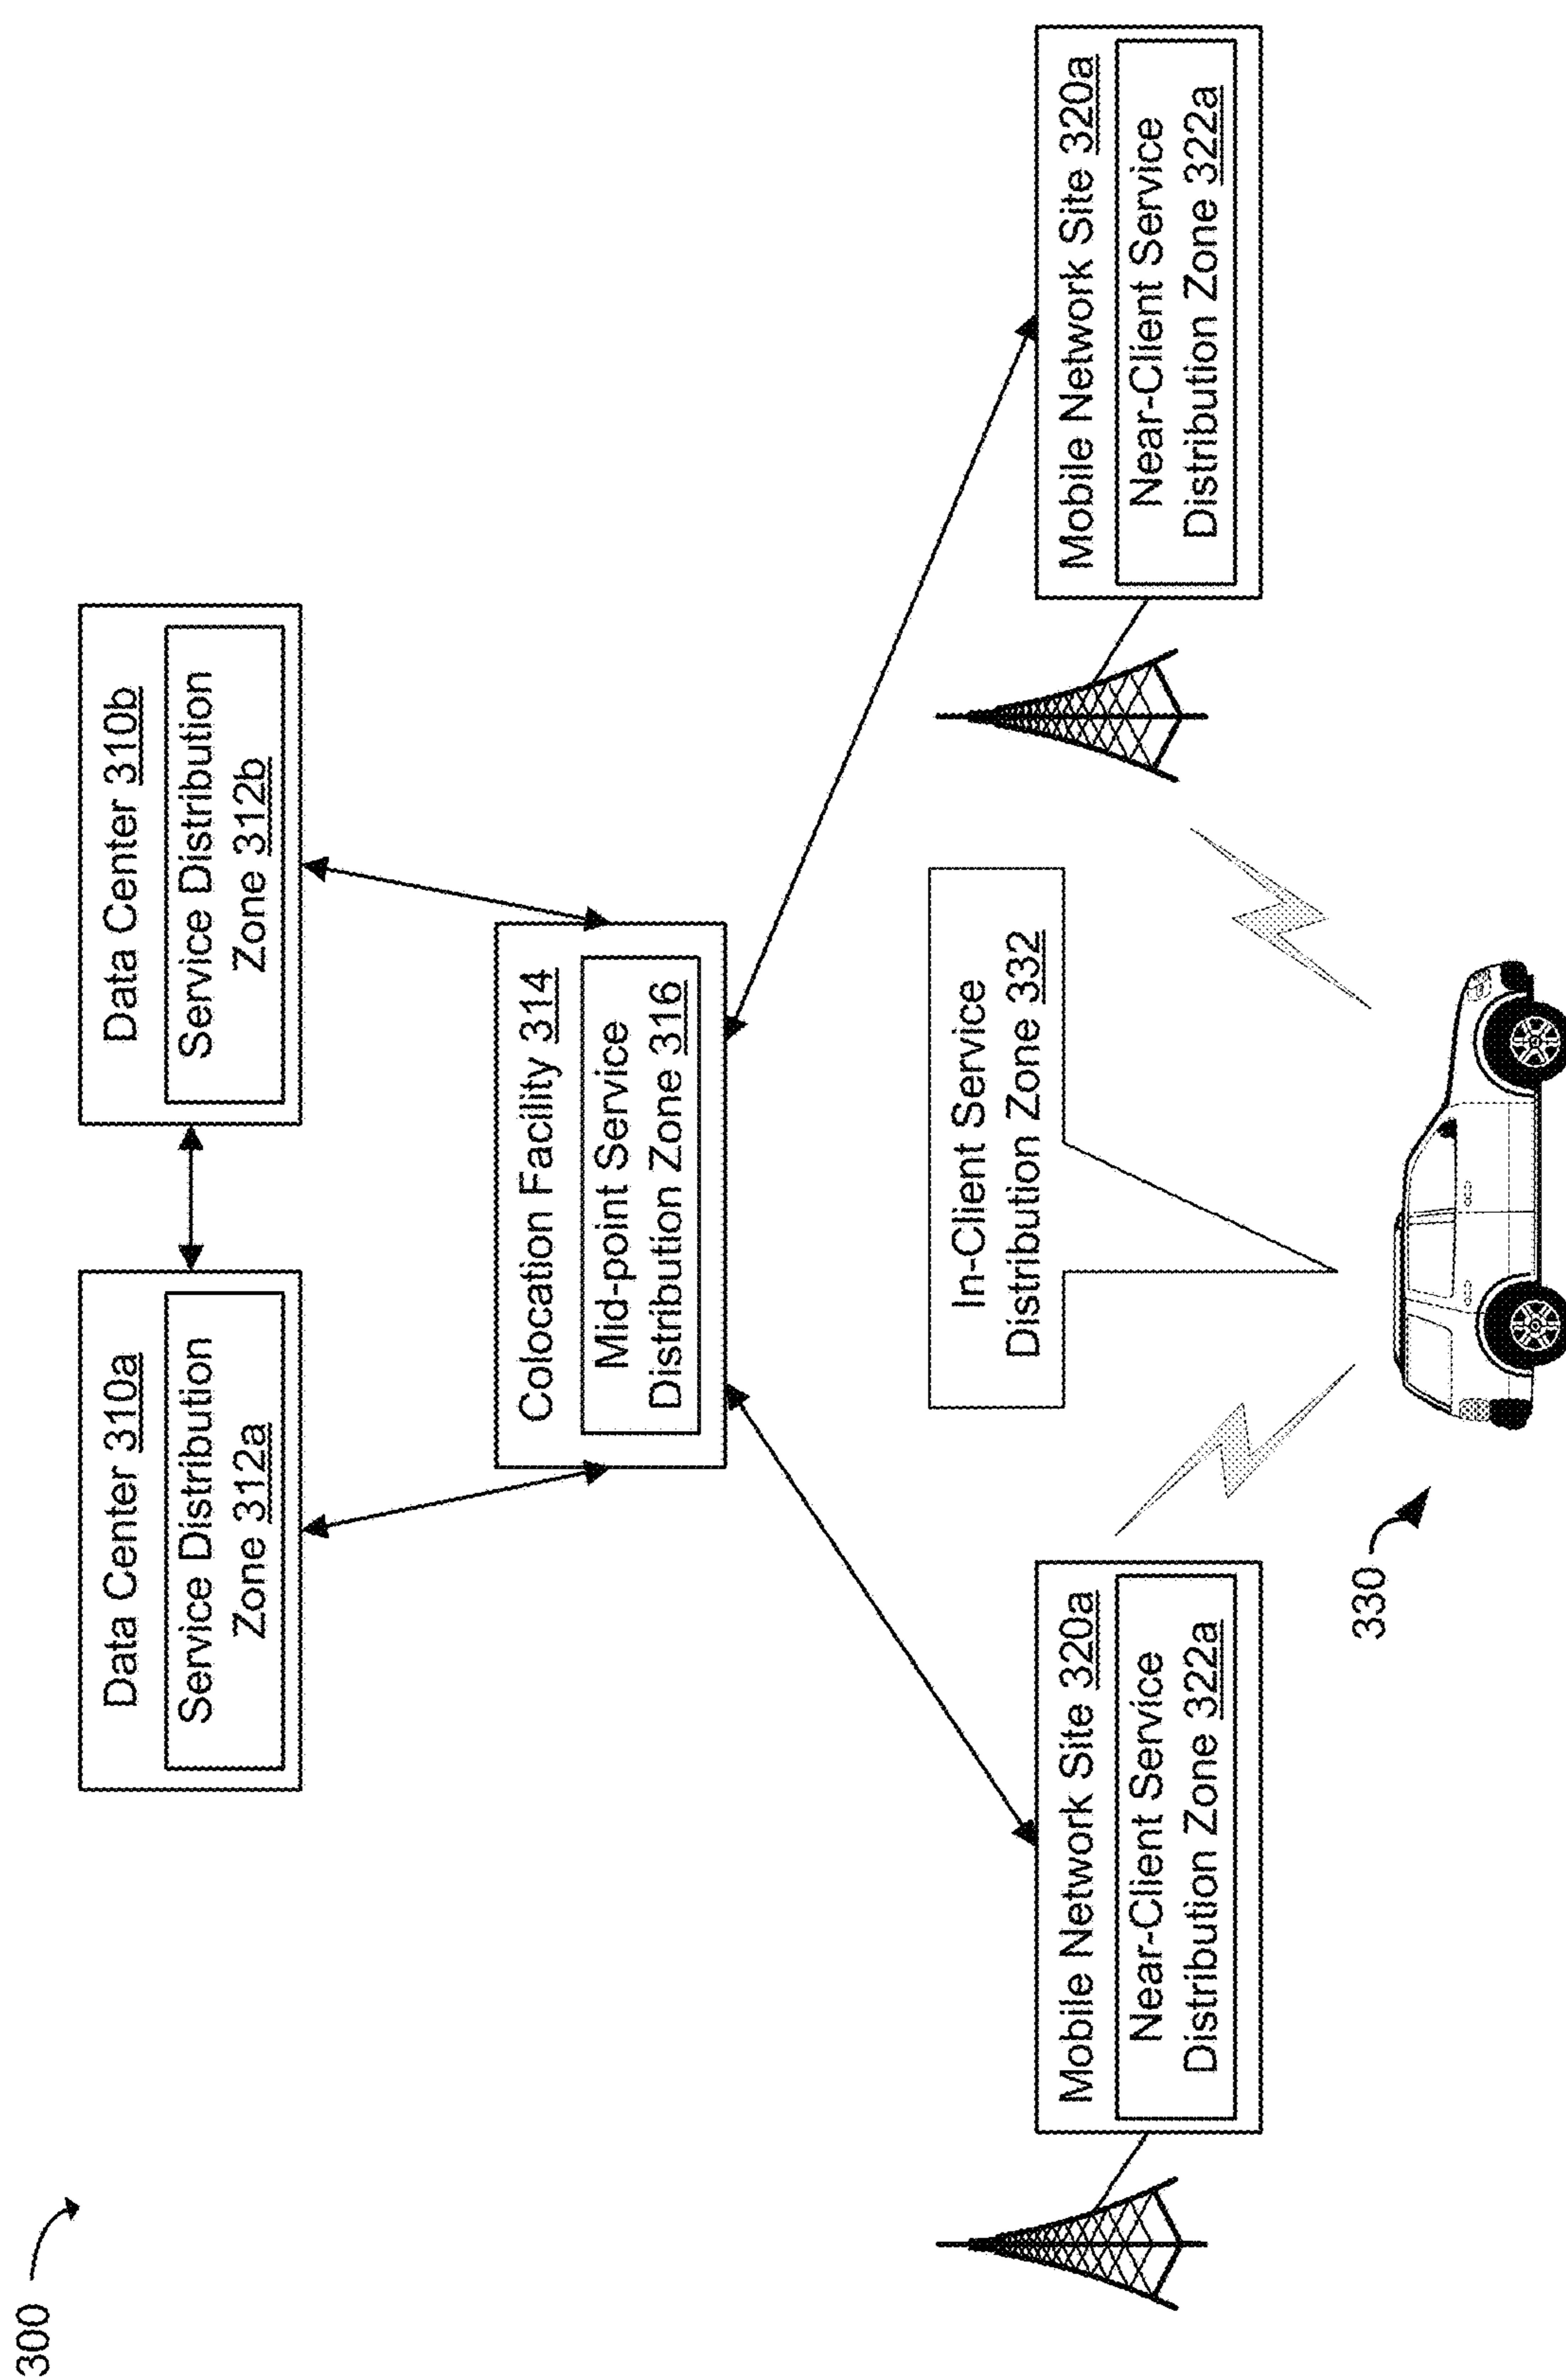 300
Data Center 310a
Service Distribution
Zone 312a
Data Center 310b
Service Distribution
Zone 312b
Colocation Facility 314
Mid-point Service
Distribution Zone 316
Mobile Network Site 320a
Near-Client Service
Distribution Zone 322a
In-Client Service
Distribution Zone 332
Mobile Network Site 320a
Near-Client Service
Distribution Zone 322a
330